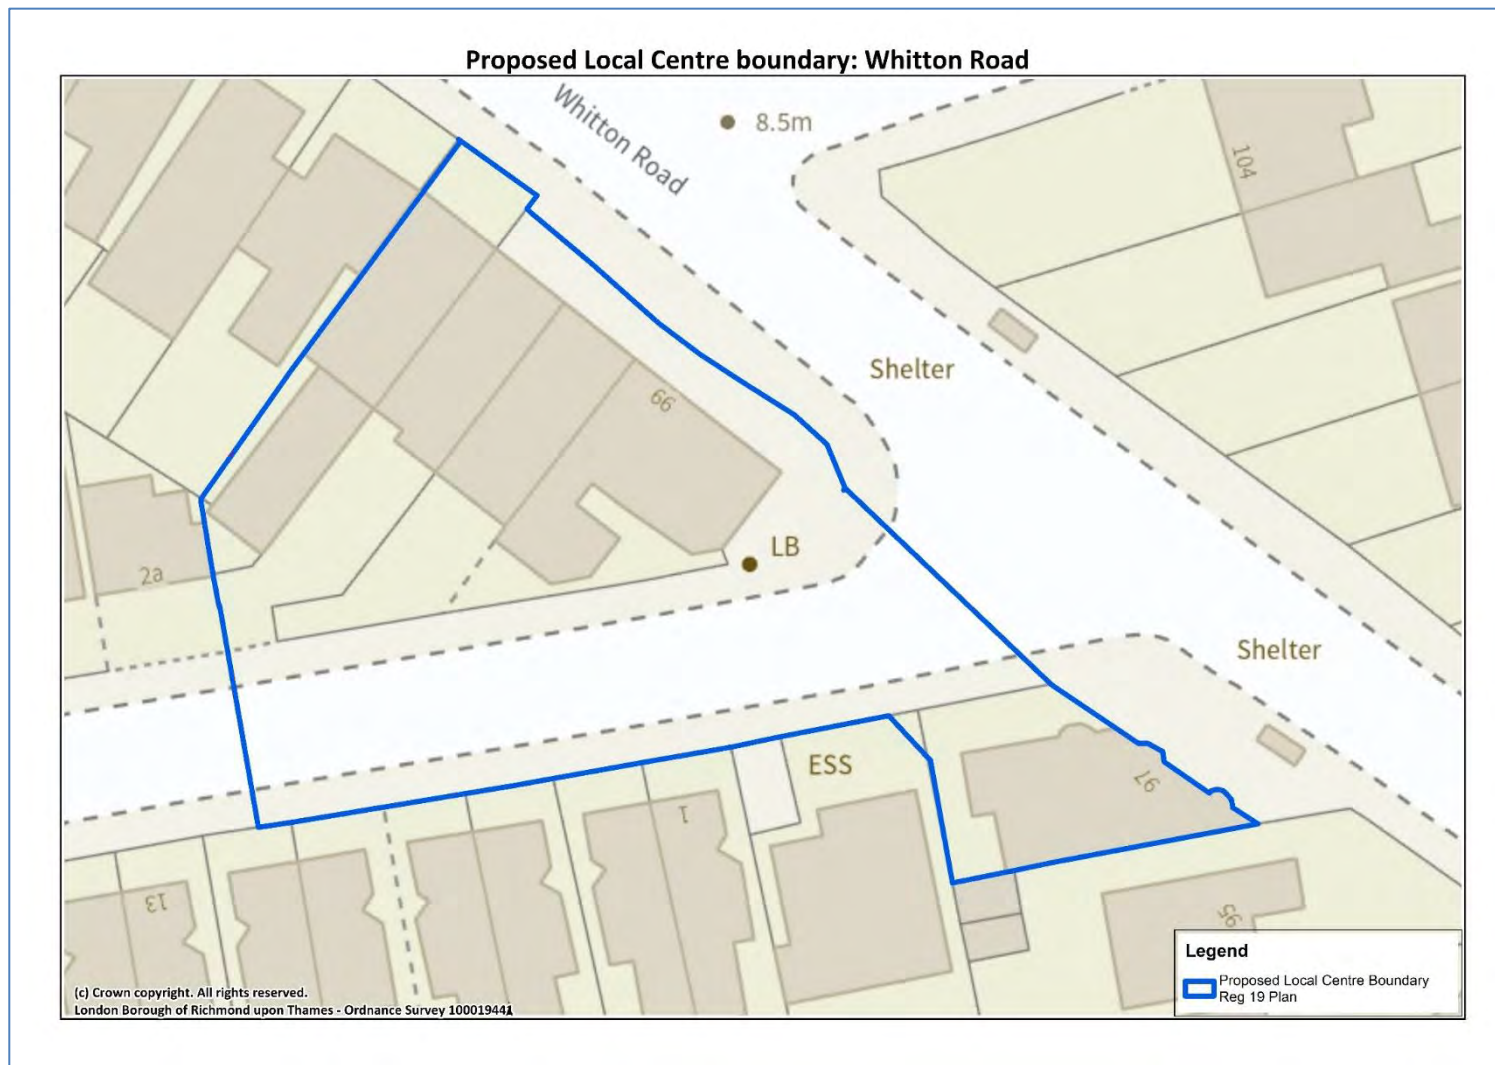 Proposed Local Centre boundary: Whitton Road
Whitton Road
8.5m
104
Shelter
66
LB
2a
Shelter
ESS
97
1
13
95
Legend
Proposed Local Centre Boundary
Reg 19 Plan
(c) Crown copyright. All rights reserved.
London Borough of Richmond upon Thames - Ordnance Survey 100019441